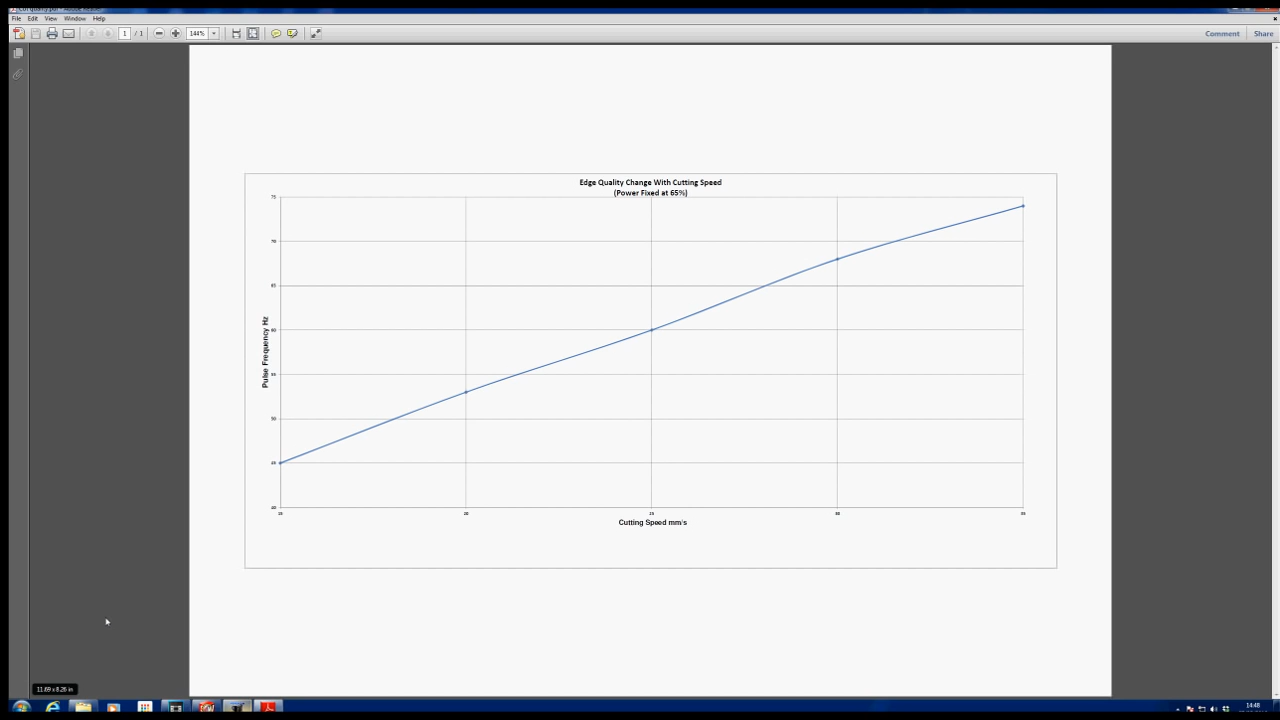 File Edit View Window Help
1 / 1 144%
Comment Share
Edge Quality Change With Cutting Speed
(Power Fixed at 65%)
75
70
65
60
55
50
45
40
Pulse Frequency Hz
15 20 25 30 35
Cutting Speed mm/s
11.69 x 8.26 in
14:48